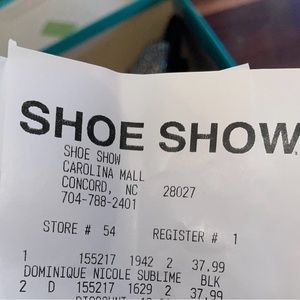 SHOE SHOW
SHOE SHOW
CAROLINA MALL
CONCORD, NC 28027
704-788-2401
STORE # 54 REGISTER # 1
1 155217 1942 2 37.99
DOMINIQUE NICOLE SUBLIME BLK
2 D 155217 1629 2 37.99
DISCOUNT